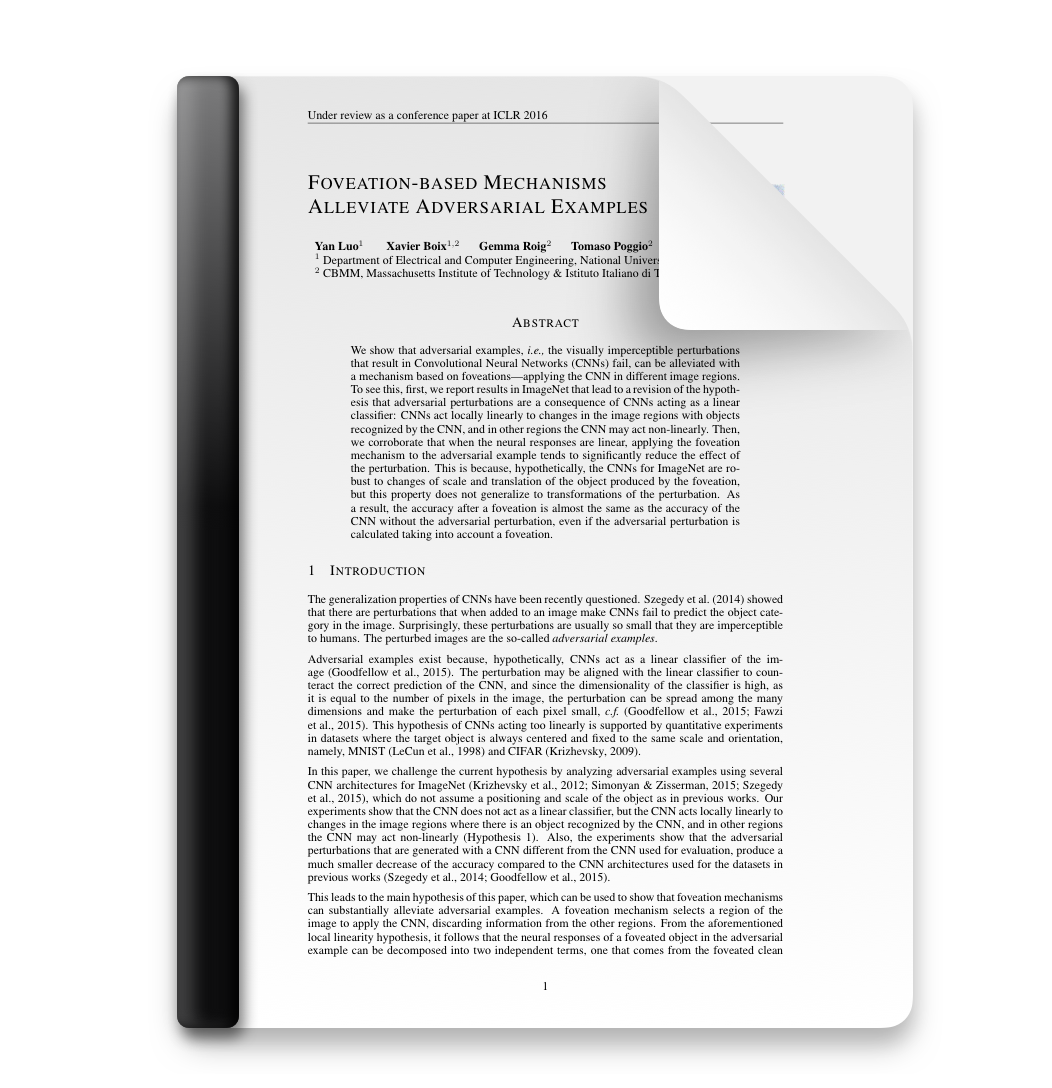 Under review as a conference paper at ICLR 2016
FOVEATION-BASED MECHANISMS
ALLEVIATE ADVERSARIAL EXAMPLES
Yan Luo1 Xavier Boix1,2 Gemma Roig2 Tomaso Poggio2
1 Department of Electrical and Computer Engineering, National
2 CBMM, Massachusetts Institute of Technology & Istituto Italiano di
ABSTRACT
We show that adversarial examples, i.e., the visually imperceptible perturbations
that result in Convolutional Neural Networks (CNNs) fail, can be alleviated with
a mechanism based on foveations—applying the CNN in different image regions.
To see this, first, we report results in ImageNet that lead to a revision of the hypoth-
esis that adversarial perturbations are a consequence of CNNs acting as a linear
classifier: CNNs act locally linearly to changes in the image regions with objects
recognized by the CNN, and in other regions the CNN may act non-linearly. Then,
we corroborate that when the neural responses are linear, applying the foveation
mechanism to the adversarial example tends to significantly reduce the effect of
the perturbation. This is because, hypothetically, the CNNs for ImageNet are ro-
bust to changes of scale and translation of the object produced by the foveation,
but this property does not generalize to transformations of the perturbation. As
a result, the accuracy after a foveation is almost the same as the accuracy of the
CNN without the adversarial perturbation, even if the adversarial perturbation is
calculated taking into account a foveation.
1 INTRODUCTION
The generalization properties of CNNs have been recently questioned. Szegedy et al. (2014) showed
that there are perturbations that when added to an image make CNNs fail to predict the object cate-
gory in the image. Surprisingly, these perturbations are usually so small that they are imperceptible
to humans. The perturbed images are the so-called adversarial examples.
Adversarial examples exist because, hypothetically, CNNs act as a linear classifier of the im-
age (Goodfellow et al., 2015). The perturbation may be aligned with the linear classifier to coun-
teract the correct prediction of the CNN, and since the dimensionality of the classifier is high, as
it is equal to the number of pixels in the image, the perturbation can be spread among the many
dimensions and make the perturbation of each pixel small, c.f. (Goodfellow et al., 2015; Fawzi
et al., 2015). This hypothesis of CNNs acting too linearly is supported by quantitative experiments
in datasets where the target object is always centered and fixed to the same scale and orientation,
namely, MNIST (LeCun et al., 1998) and CIFAR (Krizhevsky, 2009).
In this paper, we challenge the current hypothesis by analyzing adversarial examples using several
CNN architectures for ImageNet (Krizhevsky et al., 2012; Simonyan & Zisserman, 2015; Szegedy
et al., 2015), which do not assume a positioning and scale of the object as in previous works. Our
experiments show that the CNN does not act as a linear classifier, but the CNN acts locally linearly to
changes in the image regions where there is an object recognized by the CNN, and in other regions
the CNN may act non-linearly (Hypothesis 1). Also, the experiments show that the adversarial
perturbations that are generated with a CNN different from the CNN used for evaluation, produce a
much smaller decrease of the accuracy compared to the CNN architectures used for the datasets in
previous works (Szegedy et al., 2014; Goodfellow et al., 2015).
This leads to the main hypothesis of this paper, which can be used to show that foveation mechanisms
can substantially alleviate adversarial examples. A foveation mechanism selects a region of the
image to apply the CNN, discarding information from the other regions. From the aforementioned
local linearity hypothesis, it follows that the neural responses of a foveated object in the adversarial
example can be decomposed into two independent terms, one that comes from the foveated clean
1